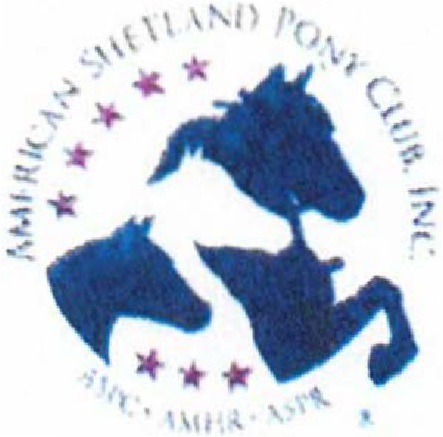 AMERICAN SHETLAND PONY CLUB, INC
ASPC · AMHR · ASPR
®